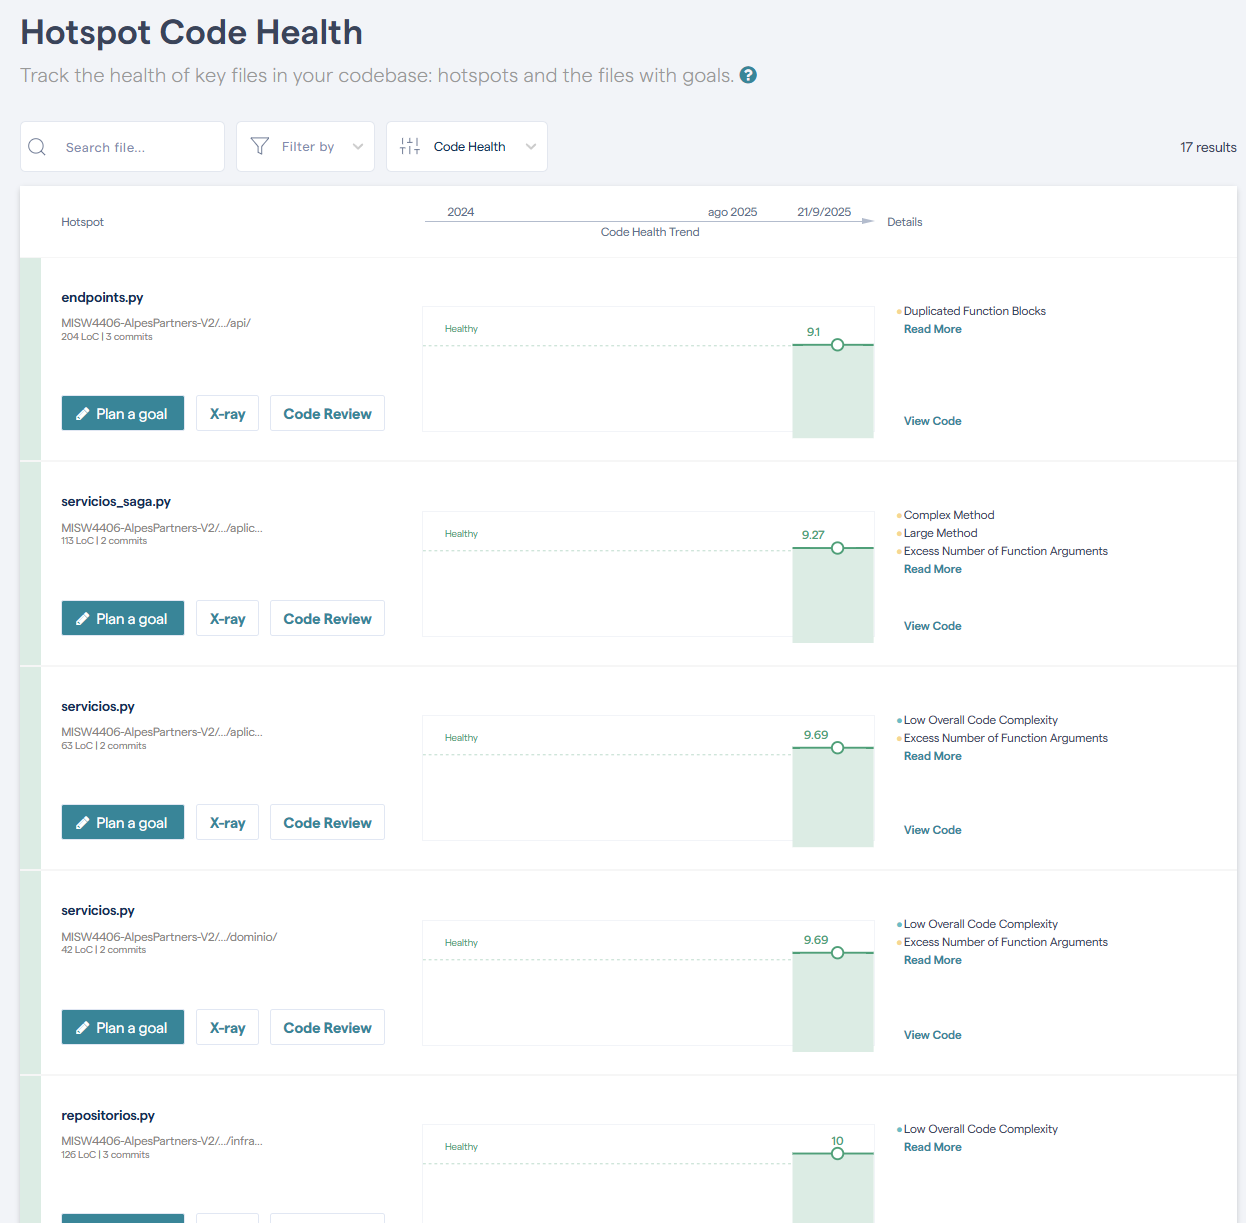 Hotspot Code Health
Track the health of key files in your codebase: hotspots and the files with goals. ?
Search file...
Filter by
Code Health
17 results
Hotspot
2024
ago 2025
21/9/2025
Code Health Trend
Details
endpoints.py
MISW4406-AlpesPartners-V2/.../api/
204 LoC | 3 commits
Healthy
9.1
Duplicated Function Blocks
Read More
Plan a goal
X-ray
Code Review
View Code
servicios_saga.py
MISW4406-AlpesPartners-V2/.../aplic...
113 LoC | 2 commits
Healthy
9.27
Complex Method
Large Method
Excess Number of Function Arguments
Read More
Plan a goal
X-ray
Code Review
View Code
servicios.py
MISW4406-AlpesPartners-V2/.../aplic...
63 LoC | 2 commits
Healthy
9.69
Low Overall Code Complexity
Excess Number of Function Arguments
Read More
Plan a goal
X-ray
Code Review
View Code
servicios.py
MISW4406-AlpesPartners-V2/.../dominio/
42 LoC | 2 commits
Healthy
9.69
Low Overall Code Complexity
Excess Number of Function Arguments
Read More
Plan a goal
X-ray
Code Review
View Code
repositorios.py
MISW4406-AlpesPartners-V2/.../infra...
126 LoC | 3 commits
Healthy
10
Low Overall Code Complexity
Read More